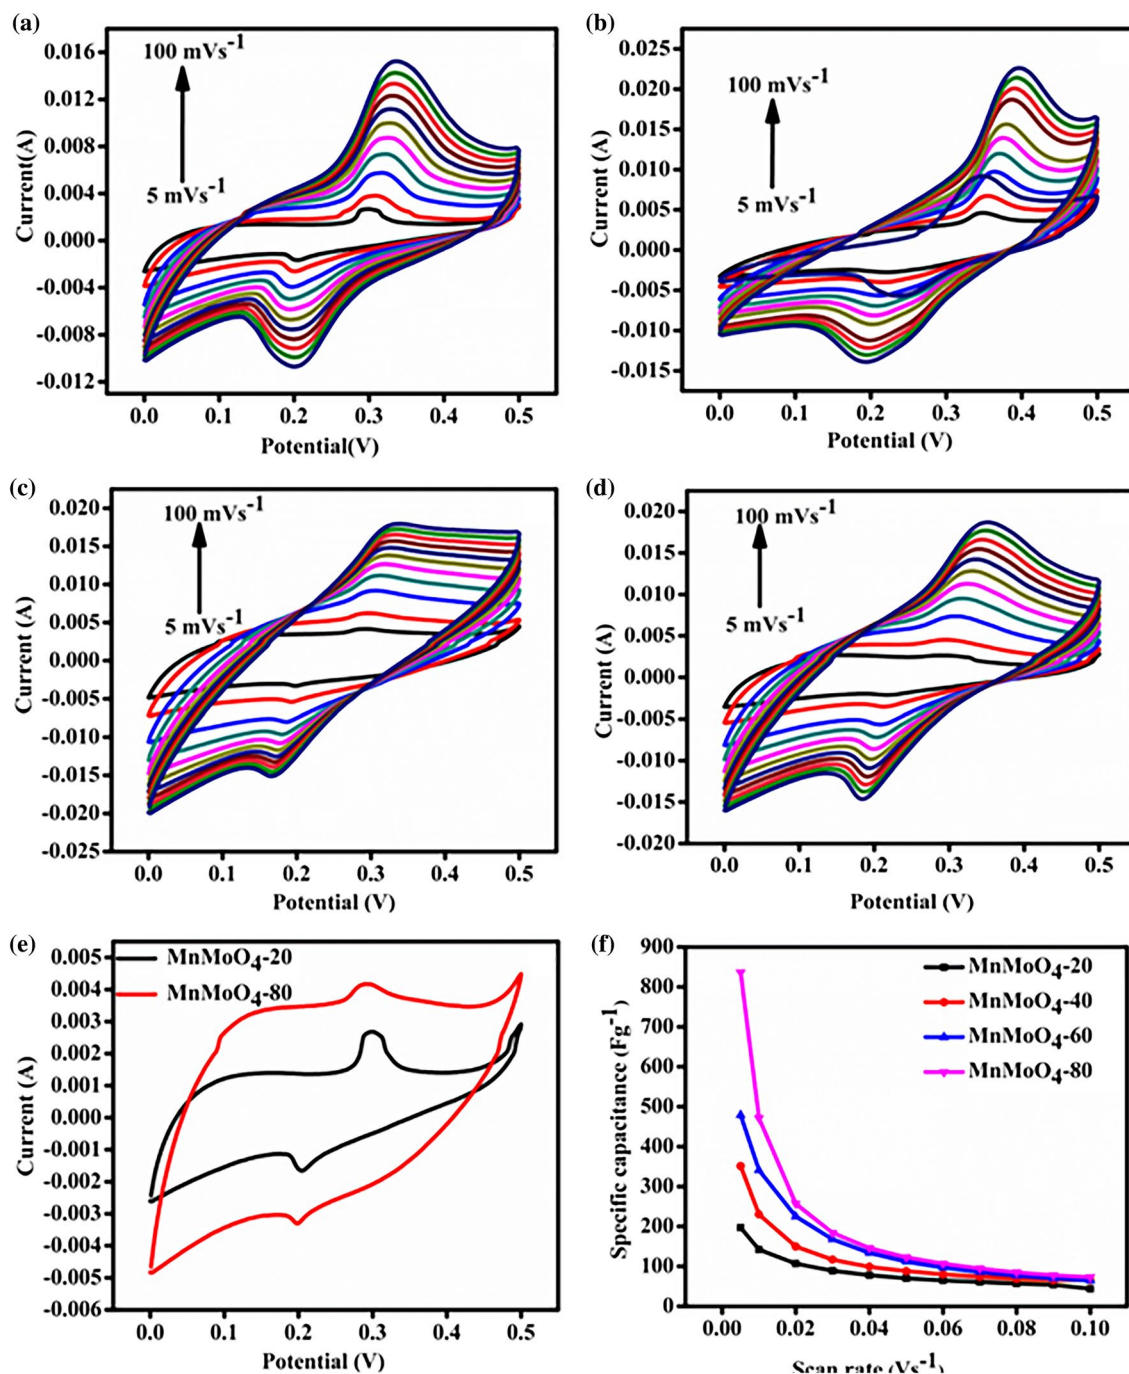 (a)
0.016
0.012
0.008
0.004
0.000
-0.004
-0.008
-0.012
Current(A)
100 mVs-1
5 mVs-1
0.0 0.1 0.2 0.3 0.4 0.5
Potential(V)
(b)
0.025
0.020
0.015
0.010
0.005
0.000
-0.005
-0.010
-0.015
Current (A)
100 mVs-1
5 mVs-1
0.0 0.1 0.2 0.3 0.4 0.5
Potential (V)
(c)
0.020
0.015
0.010
0.005
0.000
-0.005
-0.010
-0.015
-0.020
-0.025
Current (A)
100 mVs-1
5 mVs-1
0.0 0.1 0.2 0.3 0.4 0.5
Potential (V)
(d)
0.020
0.015
0.010
0.005
0.000
-0.005
-0.010
-0.015
-0.020
Current (A)
100 mVs-1
5 mVs-1
0.0 0.1 0.2 0.3 0.4 0.5
Potential (V)
(e)
0.005
0.004
0.003
0.002
0.001
0.000
-0.001
-0.002
-0.003
-0.004
-0.005
-0.006
Current (A)
MnMoO4-20
MnMoO4-80
0.0 0.1 0.2 0.3 0.4 0.5
Potential (V)
(f)
900
800
700
600
500
400
300
200
100
0
Specific capacitance (Fg-1)
MnMoO4-20
MnMoO4-40
MnMoO4-60
MnMoO4-80
0.00 0.02 0.04 0.06 0.08 0.10
Scan rate (Vs-1)